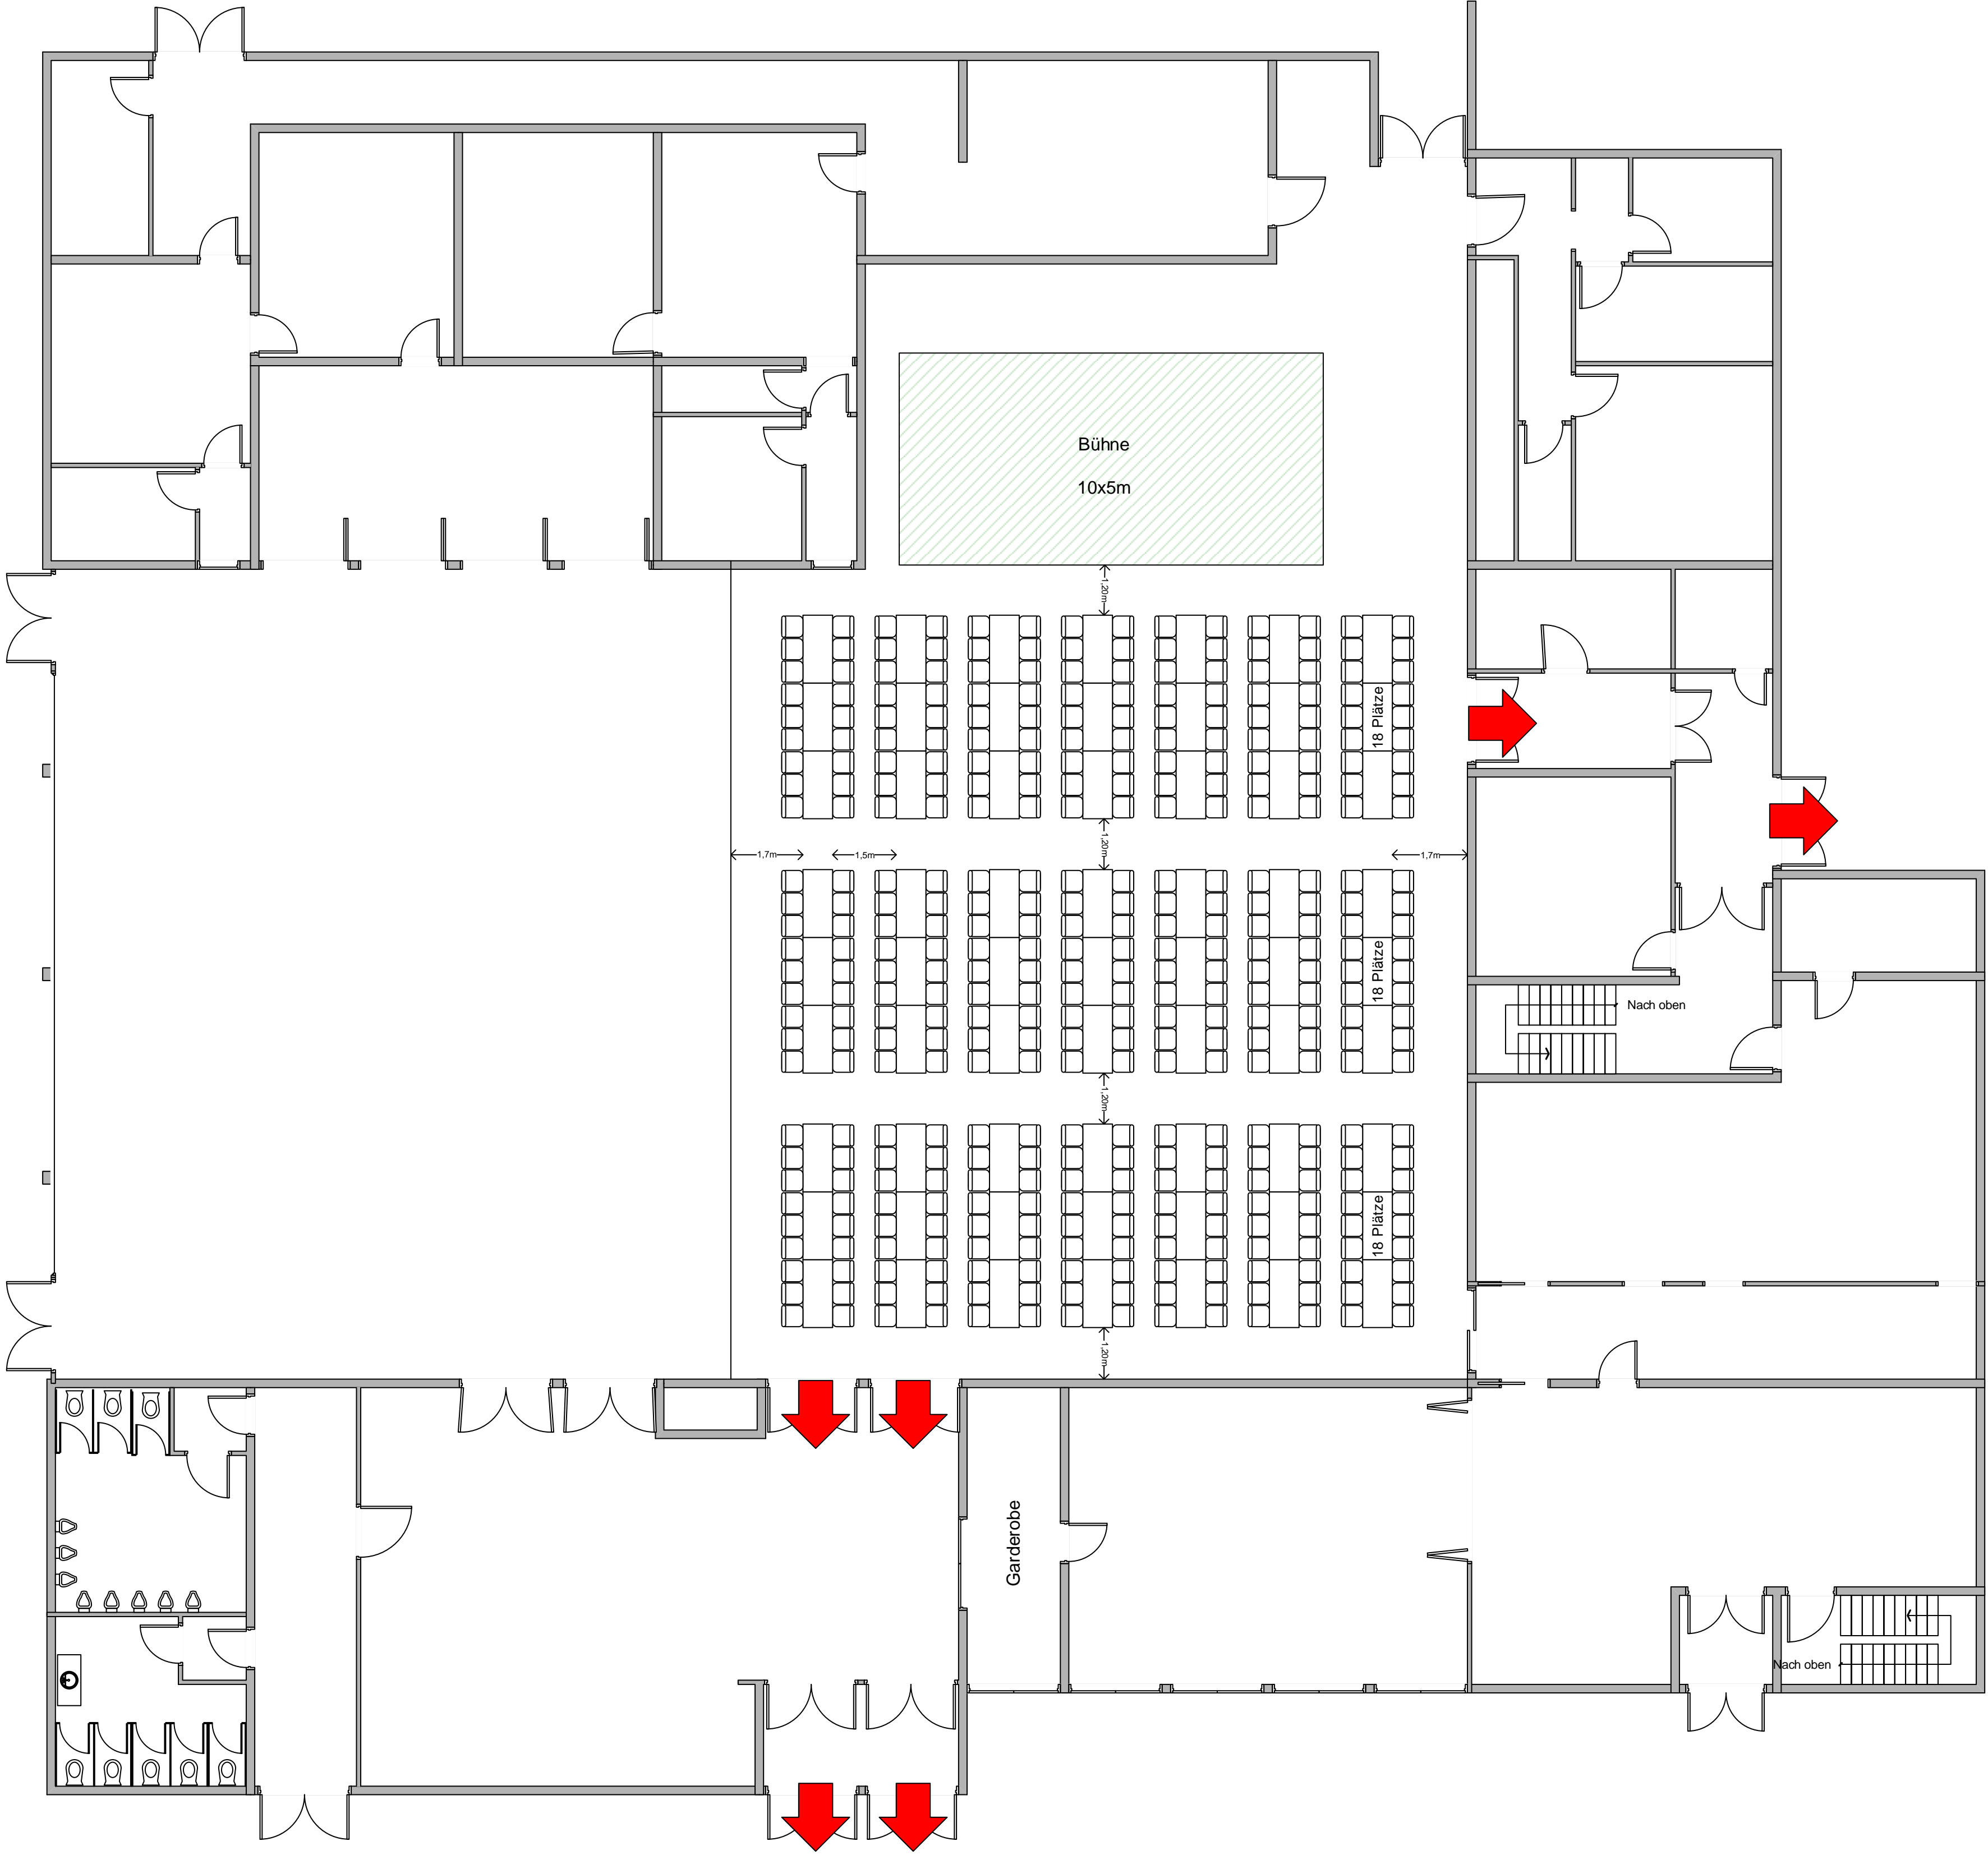 Bühne
10x5m
1,20m
18 Plätze
1,20m
1,7m
1,5m
1,7m
18 Plätze
Nach oben
1,20m
18 Plätze
1,20m
Garderobe
Nach oben